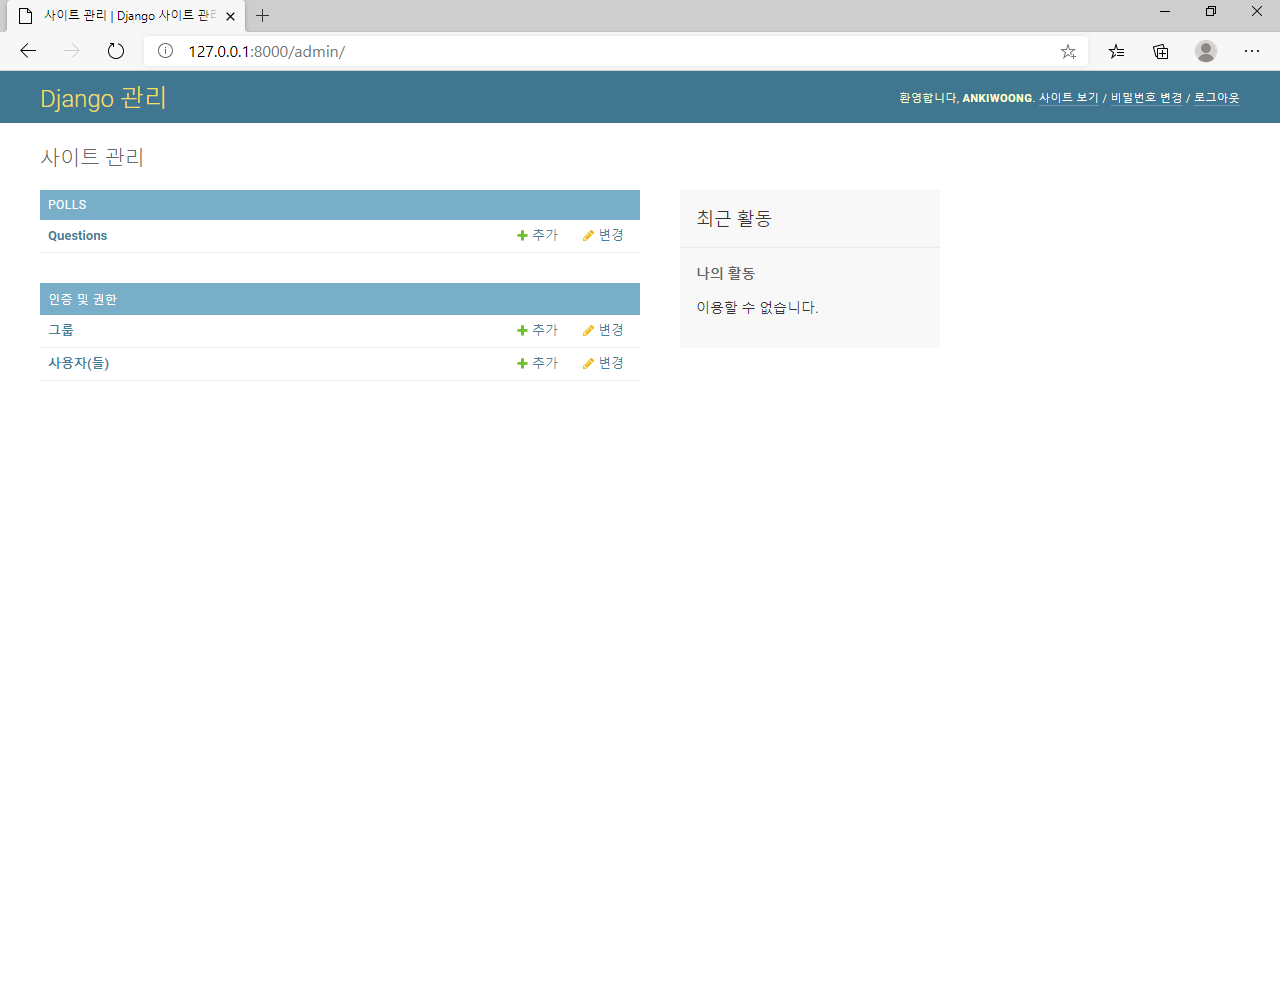 사이트 관리 | Django 사이트 관리
127.0.0.1:8000/admin/
Django 관리
환영합니다, ANKIWOONG. 사이트 보기 / 비밀번호 변경 / 로그아웃
사이트 관리
POLLS
Questions 추가 변경
인증 및 권한
그룹 추가 변경
사용자(들) 추가 변경
최근 활동
나의 활동
이용할 수 없습니다.